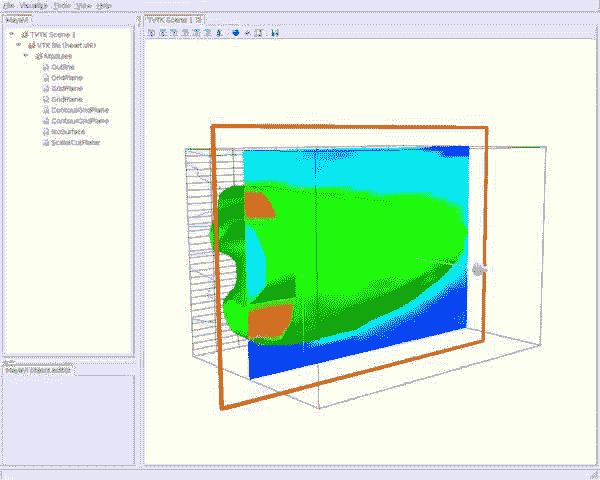 File Visualize Tools View Help
MayaVi
TVTK Scene 1
TVTK Scene 1
VTK file (heart.vtk)
Modules
Outline
GridPlane
GridPlane
GridPlane
ContourGridPlane
ContourGridPlane
IsoSurface
ScalarCutPlane
MayaVi object editor